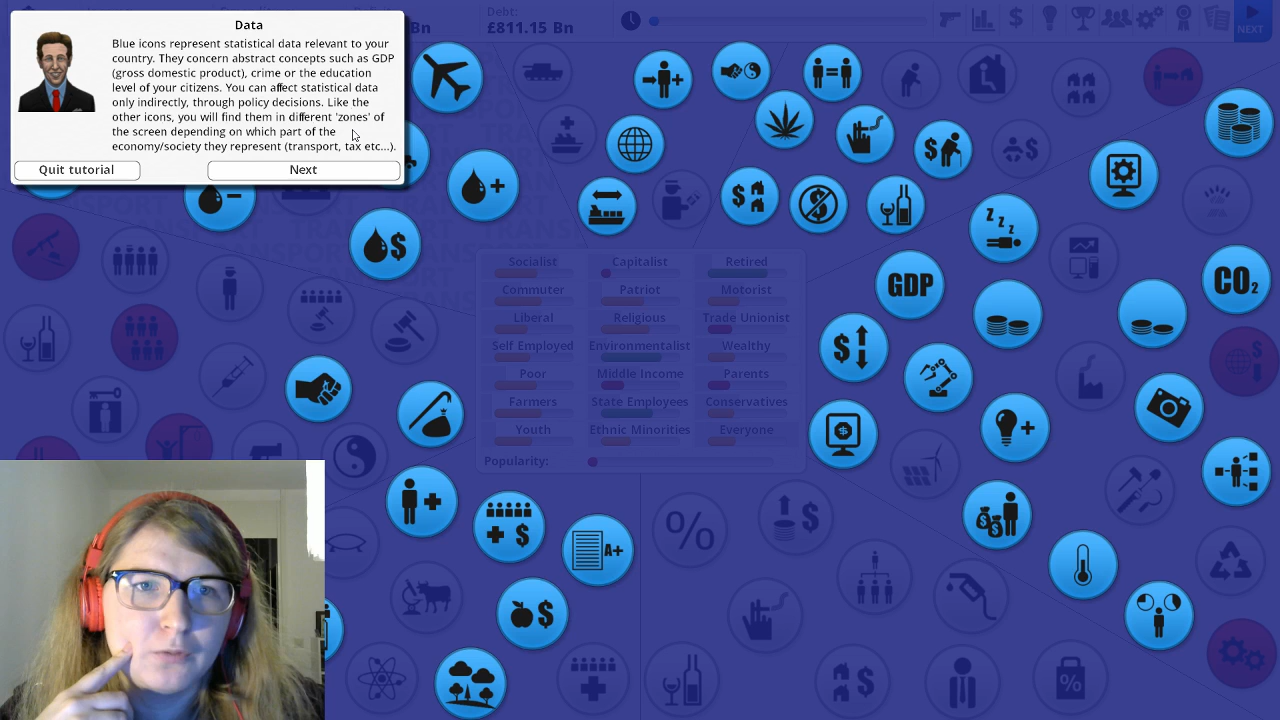 Debt:
Bn
£811.15 Bn
NEXT
Data
Blue icons represent statistical data relevant to your
country. They concern abstract concepts such as GDP
(gross domestic product), crime or the education
level of your citizens. You can affect statistical data
only indirectly, through policy decisions. Like the
other icons, you will find them in different 'zones' of
the screen depending on which part of the
economy/society they represent (transport, tax etc...).
Quit tutorial
Next
Z Z Z
GDP
CO2
$
A+
%
Socialist
Capitalist
Retired
Commuter
Patriot
Motorist
Liberal
Religious
Trade Unionist
Self Employed
Environmentalist
Wealthy
Poor
Middle Income
Parents
Farmers
State Employees
Conservatives
Youth
Ethnic Minorities
Everyone
Popularity: